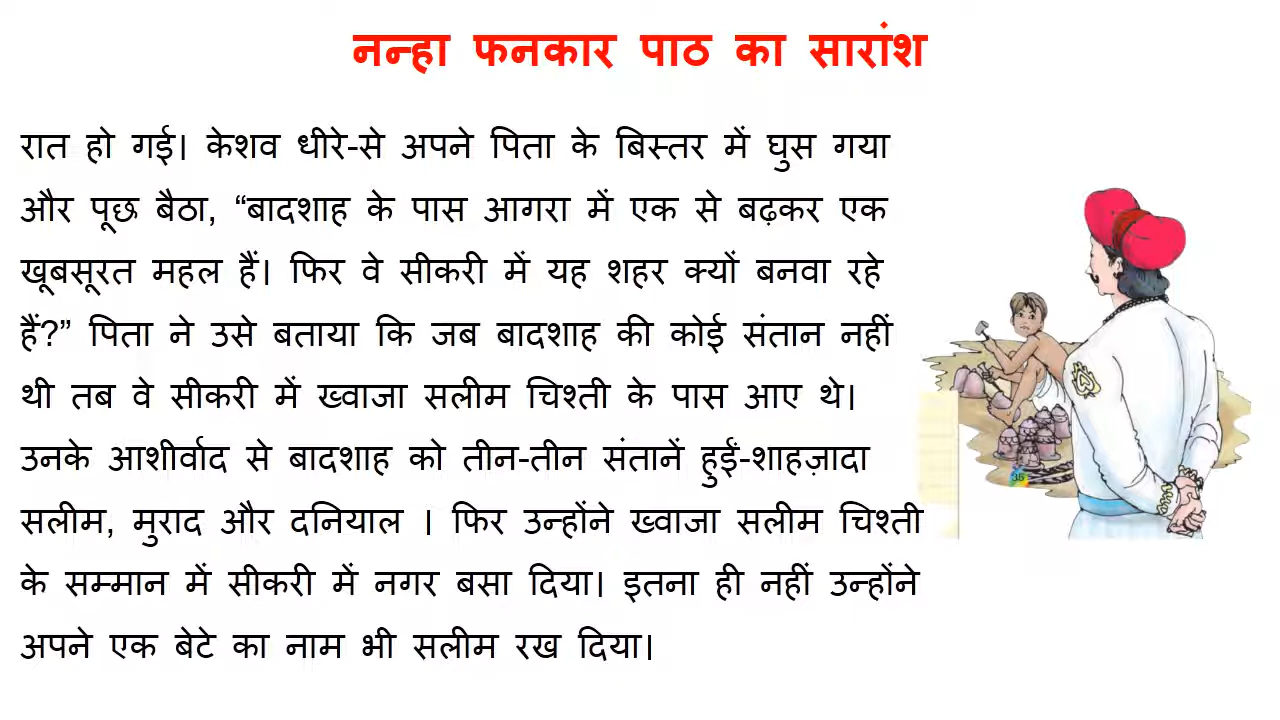 नन्हा फनकार पाठ का सारांश
रात हो गई। केशव धीरे-से अपने पिता के बिस्तर में घुस गया
और पूछ बैठा, “बादशाह के पास आगरा में एक से बढ़कर एक
खूबसूरत महल हैं। फिर वे सीकरी में यह शहर क्यों बनवा रहे
हैं?” पिता ने उसे बताया कि जब बादशाह की कोई संतान नहीं
थी तब वे सीकरी में ख्वाजा सलीम चिश्ती के पास आए थे।
उनके आशीर्वाद से बादशाह को तीन-तीन संतानें हुईं-शाहज़ादा
सलीम, मुराद और दनियाल । फिर उन्होंने ख्वाजा सलीम चिश्ती
के सम्मान में सीकरी में नगर बसा दिया। इतना ही नहीं उन्होंने
अपने एक बेटे का नाम भी सलीम रख दिया।
35